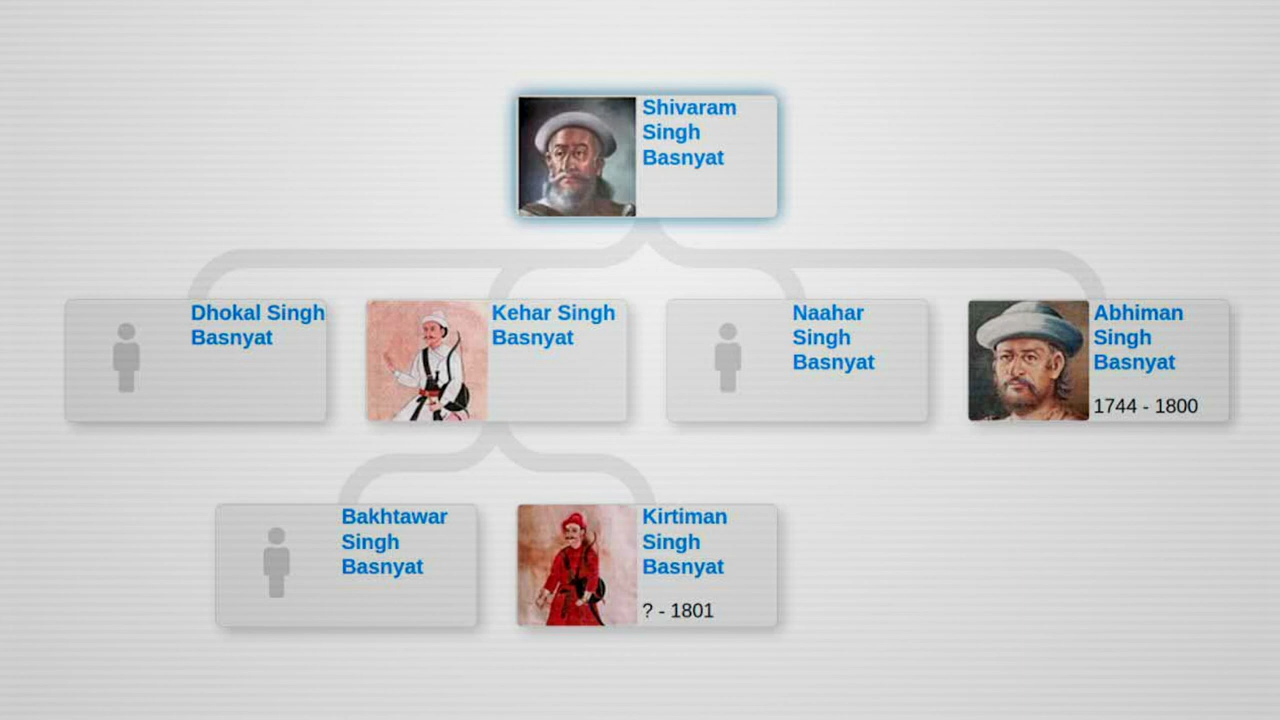 Shivaram
Singh
Basnyat
Dhokal Singh
Basnyat
Kehar Singh
Basnyat
Naahar
Singh
Basnyat
Abhiman
Singh
Basnyat
1744 - 1800
Bakhtawar
Singh
Basnyat
Kirtiman
Singh
Basnyat
? - 1801